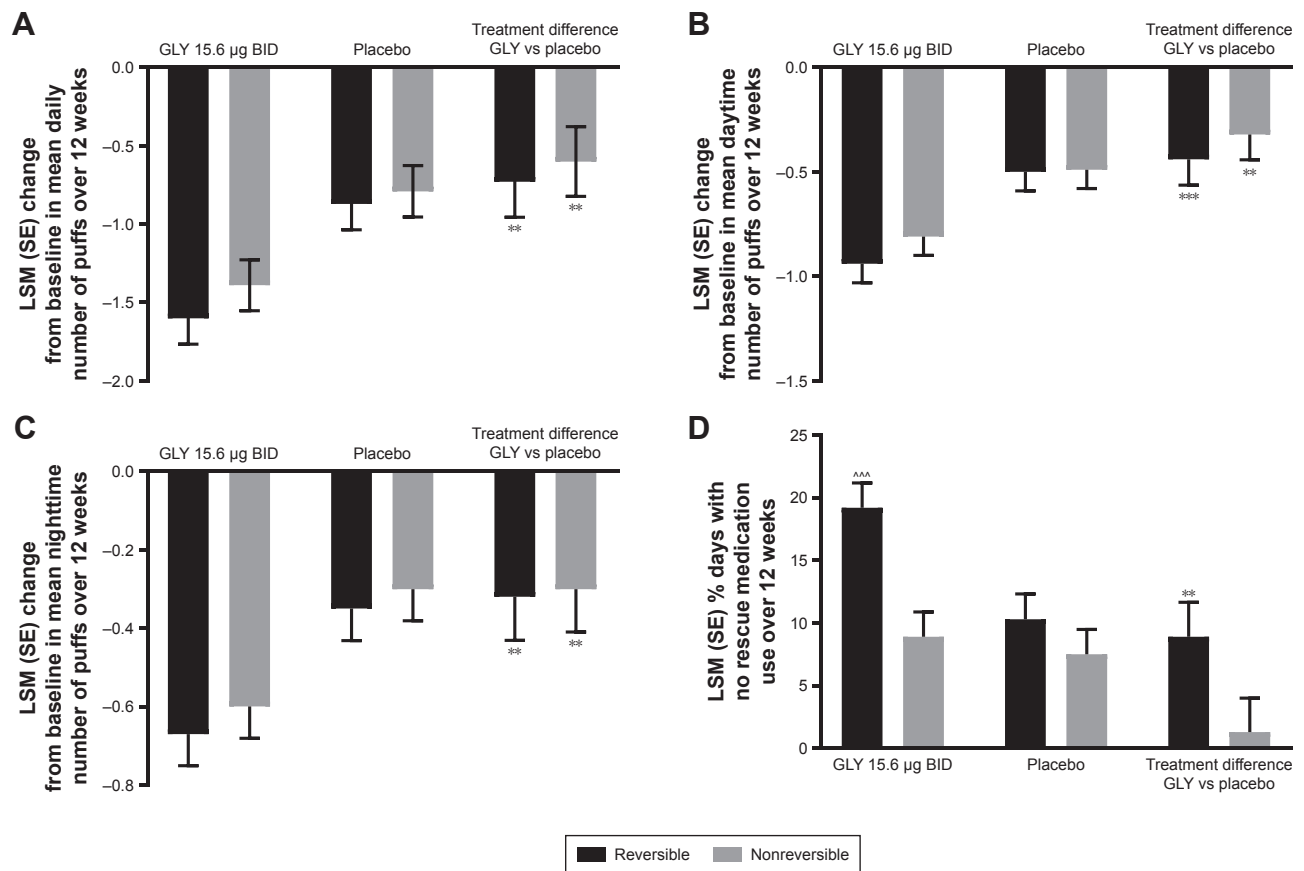 A
GLY 15.6 µg BID
Placebo
Treatment difference
GLY vs placebo
LSM (SE) change
from baseline in mean daily
number of puffs over 12 weeks
0.0
–0.5
–1.0
–1.5
–2.0
**
**
B
GLY 15.6 µg BID
Placebo
Treatment difference
GLY vs placebo
LSM (SE) change
from baseline in mean daytime
number of puffs over 12 weeks
0.0
–0.5
–1.0
–1.5
***
**
C
GLY 15.6 µg BID
Placebo
Treatment difference
GLY vs placebo
LSM (SE) change
from baseline in mean nighttime
number of puffs over 12 weeks
0.0
–0.2
–0.4
–0.6
–0.8
**
**
D
LSM (SE) % days with
no rescue medication
use over 12 weeks
25
20
15
10
5
0
^^^
**
GLY 15.6 µg BID
Placebo
Treatment difference
GLY vs placebo
Reversible
Nonreversible